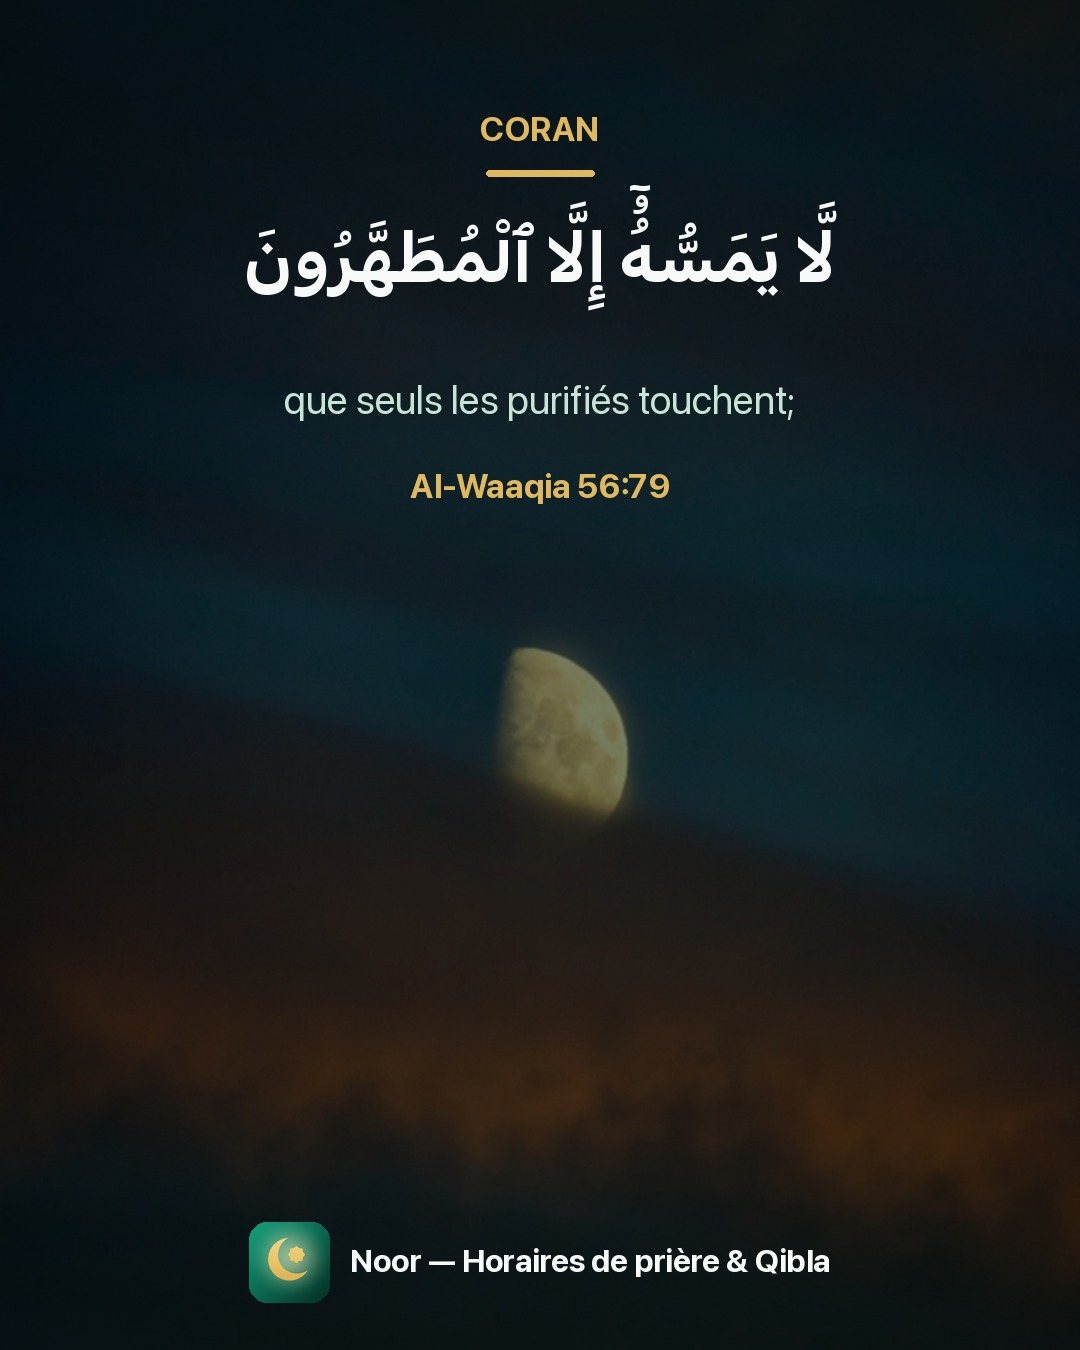 CORAN
لَّا يَمَسُّهُۥٓ إِلَّا ٱلْمُطَهَّرُونَ
que seuls les purifiés touchent;
Al-Waaqia 56:79
Noor — Horaires de prière & Qibla